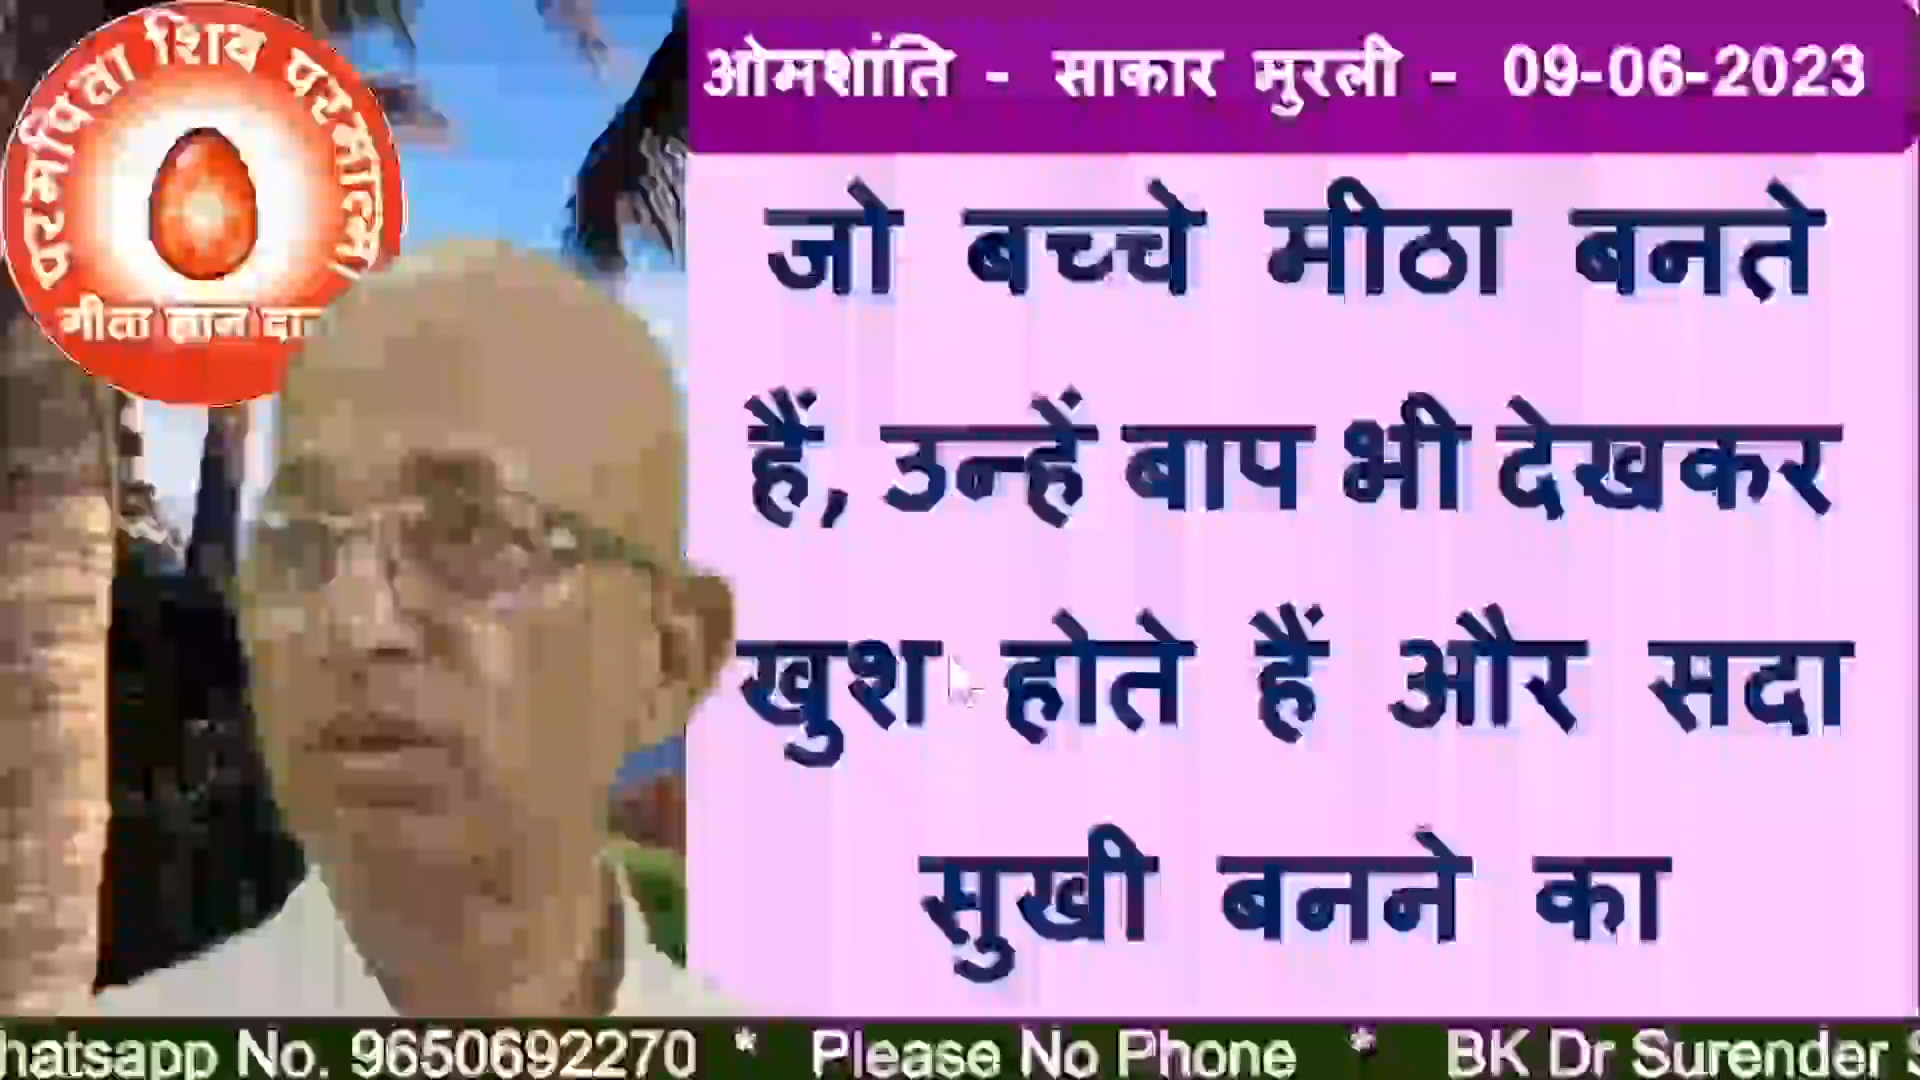 परमपिता शिव परमात्मा
गीता ज्ञान
ओमशांति - साकार मुरली - 09-06-2023
जो बच्चे मीठा बनते
हैं, उन्हें बाप भी देखकर
खुश होते हैं और सदा
सुखी बनने का
hatsapp No. 9650692270 * Please No Phone * BK Dr Surender S